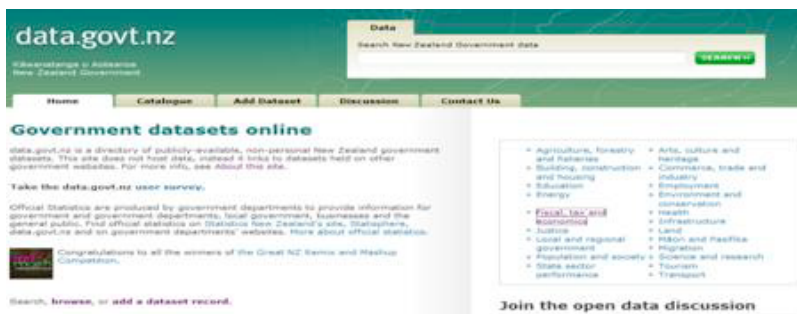 data.govt.nz
Kāwanatanga o Aotearoa
New Zealand Government
Data
Search New Zealand Government data
SEARCH »
Home
Catalogue
Add Dataset
Discussion
Contact Us
Government datasets online
data.govt.nz is a directory of publicly-available, non-personal New Zealand government
datasets. This site does not host data, instead it links to datasets held on other
government websites. For more info, see About this site.
Take the data.govt.nz user survey.
Official Statistics are produced by government departments to provide information for
government and government departments, local government, businesses and the
general public. Find official statistics on Statistics New Zealand's site, Statisphere,
data.govt.nz and on government departments' websites. More about official statistics.
Congratulations to all the winners of the Great NZ Remix and Mashup
Competition.
Search, browse, or add a dataset record.
Agriculture, forestry
and fisheries
Building, construction
and housing
Education
Energy
Fiscal, tax and
economics
Justice
Local and regional
government
Population and society
State sector
performance
Arts, culture and
heritage
Commerce, trade and
industry
Employment
Environment and
conservation
Health
Infrastructure
Land
Māori and Pasifika
Migration
Science and research
Tourism
Transport
Join the open data discussion